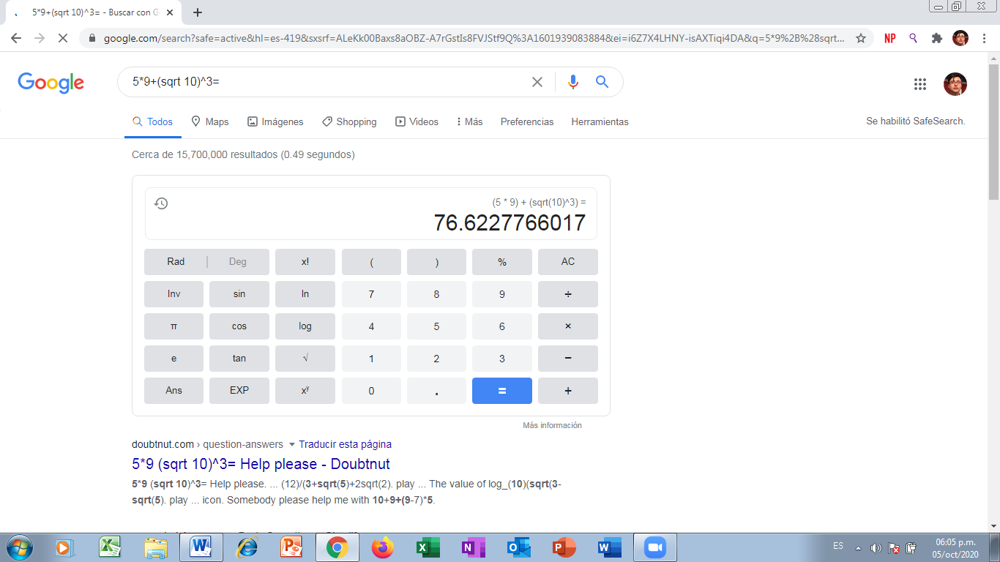 5*9+(sqrt 10)^3= - Buscar con G
google.com/search?safe=active&hl=es-419&sxsrf=ALeKk00Baxs8aOBZ-A7rGstIs8FVJStf9Q%3A1601939083884&ei=i6Z7X4LHNY-isAXTiqi4DA&q=5*9%2B%28sqrt...
NP
Google
5*9+(sqrt 10)^3=
Todos
Maps
Imágenes
Shopping
Videos
Más
Preferencias
Herramientas
Se habilitó SafeSearch.
Cerca de 15,700,000 resultados (0.49 segundos)
(5 * 9) + (sqrt(10)^3) =
76.6227766017
Rad | Deg x! ( ) % AC
Inv sin ln 7 8 9 ÷
π cos log 4 5 6 ×
e tan √ 1 2 3 −
Ans EXP xʸ 0 . = +
Más información
doubtnut.com › question-answers ▼ Traducir esta página
5*9 (sqrt 10)^3= Help please - Doubtnut
5*9 (sqrt 10)^3= Help please. ... (12)/(3+sqrt(5)+2sqrt(2). play ... The value of log_(10)(sqrt(3-
sqrt(5). play ... icon. Somebody please help me with 10+9+(9-7)*5.
ES
06:05 p.m.
05/oct/2020